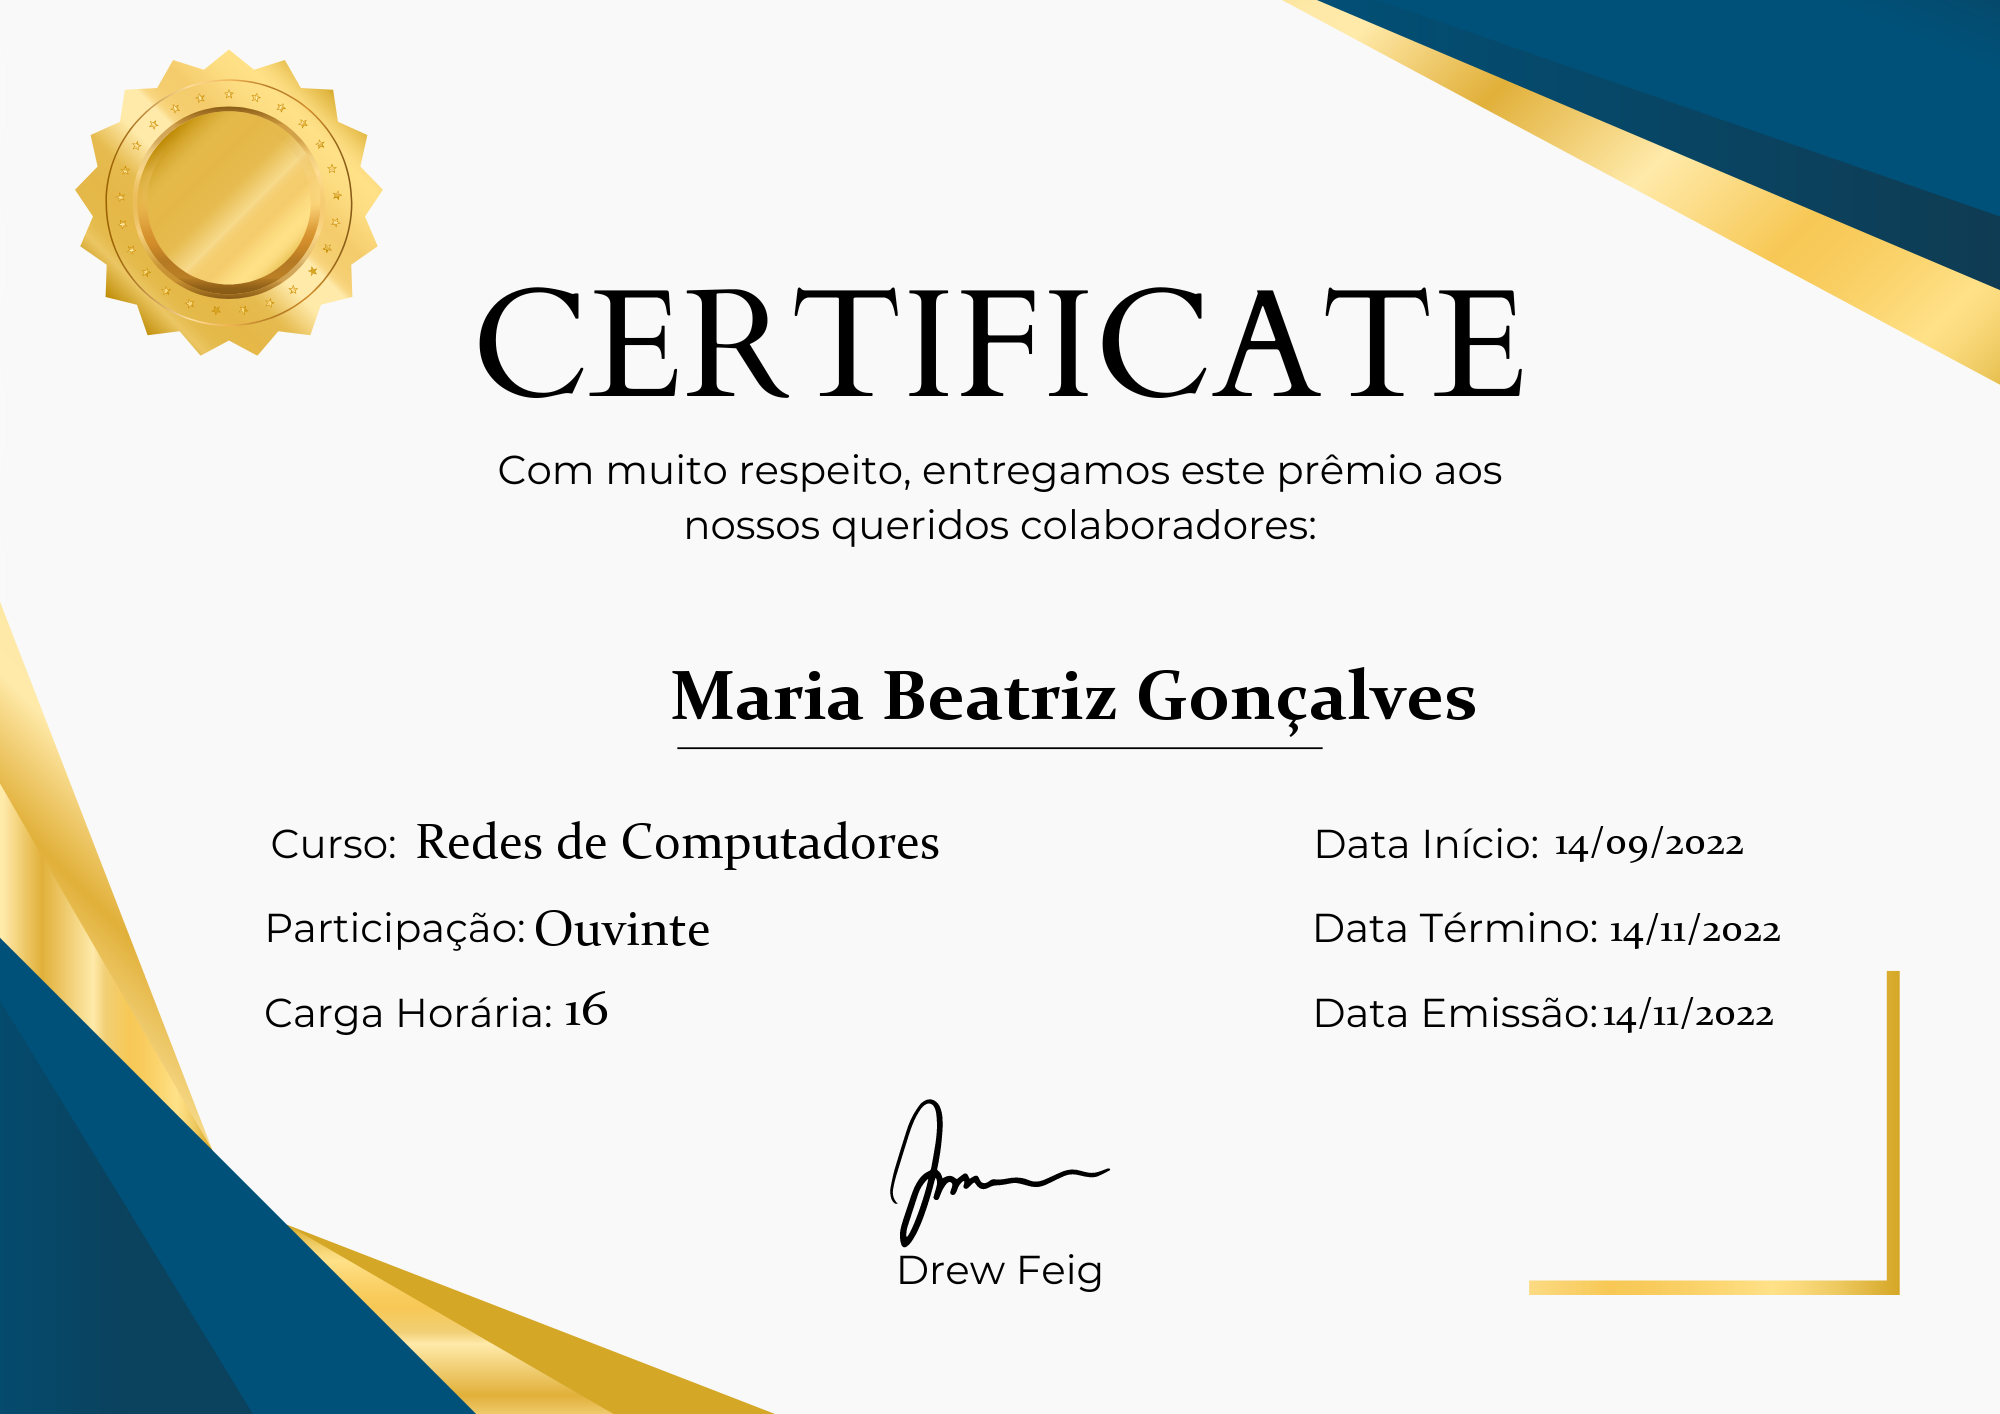 CERTIFICATE
Com muito respeito, entregamos este prêmio aos
nossos queridos colaboradores:
Maria Beatriz Gonçalves
Curso: Redes de Computadores
Data Início: 14/09/2022
Participação: Ouvinte
Data Término: 14/11/2022
Carga Horária: 16
Data Emissão: 14/11/2022
Drew Feig